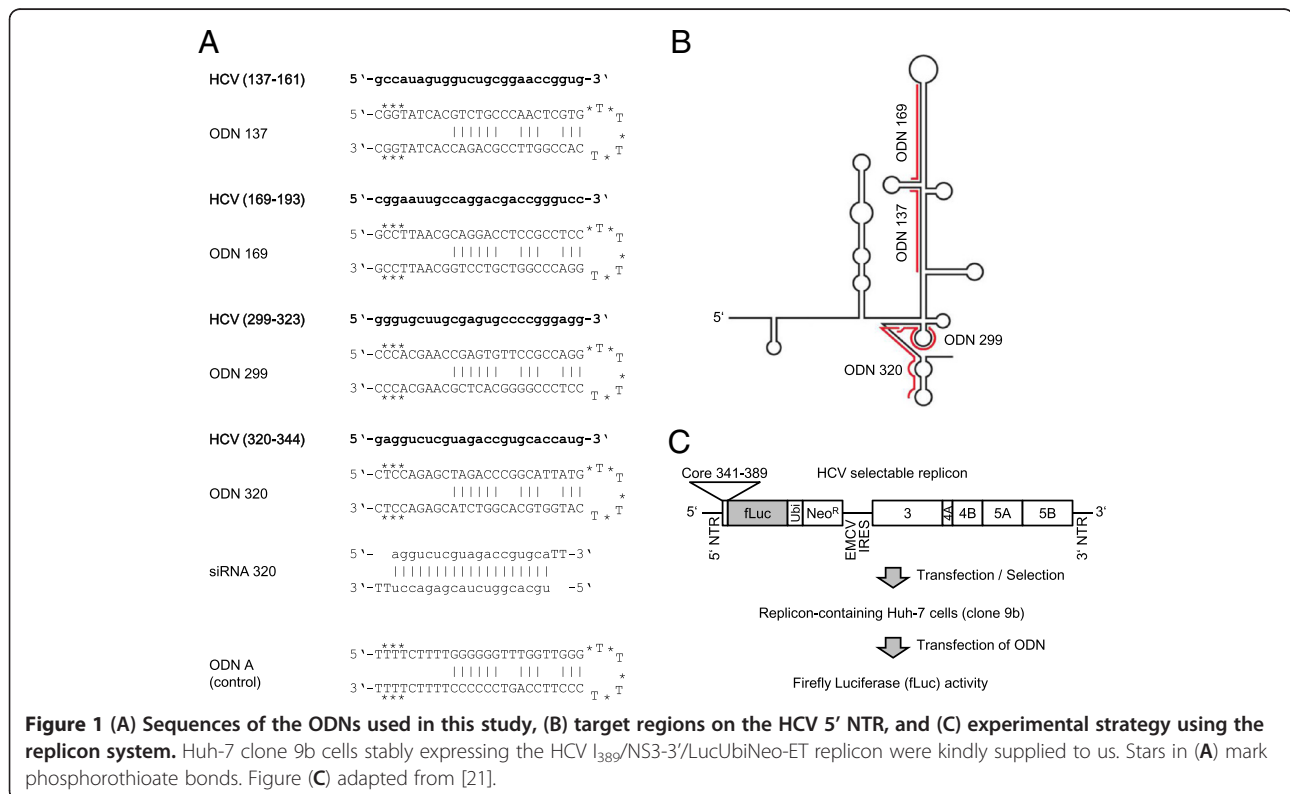 A
HCV (137-161)
5‘-gccauaguggucugcggaaccggug-3‘
***
5‘-CGGTATCACGTCTGCCCAACTCGTG *T*T
ODN 137
|||||| ||| ||| *
3‘-CGGTATCACCAGACGCCTTGGCCAC T*T
***
HCV (169-193)
5‘-cggaauugccaggacgaccgggucc-3‘
***
5‘-GCCTTAACGCAGGACCTCCGCCTCC *T*T
ODN 169
|||||| ||| ||| *
3‘-GCCTTAACGGTCCTGCTGGCCCAGG T*T
***
HCV (299-323)
5‘-gggugcuugcgagugccccgggagg-3‘
***
5‘-CCCACGAACCGAGTGTTCCGCCAGG *T*T
ODN 299
|||||| ||| ||| *
3‘-CCCACGAACGCTCACGGGGCCCTCC T*T
***
HCV (320-344)
5‘-gaggucucguagaccgugcaccaug-3‘
***
5‘-CTCCAGAGCTAGACCCGGCATTATG *T*T
ODN 320
|||||| ||| ||| *
3‘-CTCCAGAGCATCTGGCACGTGGTAC T*T
***
5‘- aggucucguagaccgugcaTT-3‘
siRNA 320
|||||||||||||||||||
3‘-TTuccagagcaucuggcacgu -5‘
***
5‘-TTTTCTTTTGGGGGGTTTGGTTGGG *T*T
ODN A
(control)
|||||| ||| ||| *
3‘-TTTTCTTTTCCCCCCTGACCTTCCC T*T
***
B
ODN 169
ODN 137
5‘
ODN 299
ODN 320
C
Core 341-389
HCV selectable replicon
5‘ fLuc Ubi NeoR 3 4A 4B 5A 5B 3‘
5‘ NTR
EMCV
IRES
3‘ NTR
Transfection / Selection
Replicon-containing Huh-7 cells (clone 9b)
Transfection of ODN
Firefly Luciferase (fLuc) activity
Figure 1 (A) Sequences of the ODNs used in this study, (B) target regions on the HCV 5′ NTR, and (C) experimental strategy using the
replicon system. Huh-7 clone 9b cells stably expressing the HCV I389/NS3-3′/LucUbiNeo-ET replicon were kindly supplied to us. Stars in (A) mark
phosphorothioate bonds. Figure (C) adapted from [21].